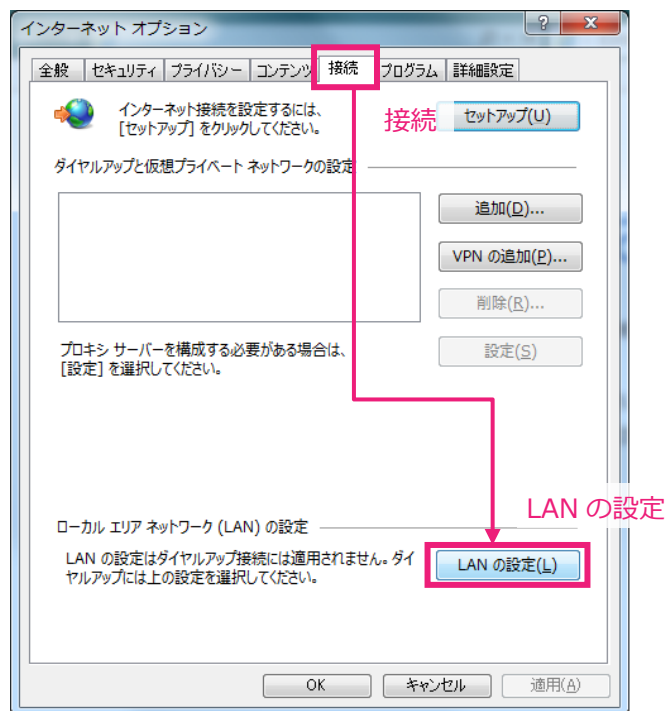 インターネット オプション
全般 セキュリティ プライバシー コンテンツ 接続 プログラム 詳細設定
インターネット接続を設定するには、
[セットアップ] をクリックしてください。
接続
セットアップ(U)
ダイヤルアップと仮想プライベート ネットワークの設定
追加(D)...
VPN の追加(P)...
削除(R)...
プロキシ サーバーを構成する必要がある場合は、
[設定] を選択してください。
設定(S)
LAN の設定
ローカル エリア ネットワーク (LAN) の設定
LAN の設定はダイヤルアップ接続には適用されません。ダイ
ヤルアップには上の設定を選択してください。
LAN の設定(L)
OK キャンセル 適用(A)